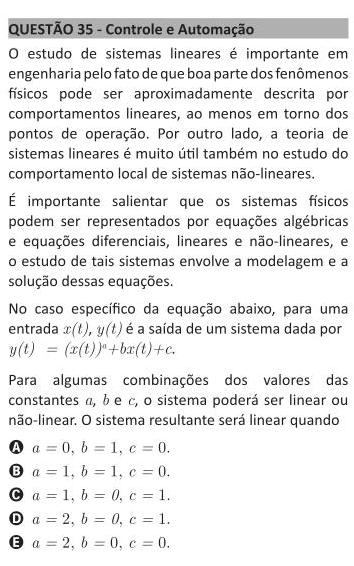 QUESTÃO 35 - Controle e Automação
O estudo de sistemas lineares é importante em
engenharia pelo fato de que boa parte dos fenômenos
físicos pode ser aproximadamente descrita por
comportamentos lineares, ao menos em torno dos
pontos de operação. Por outro lado, a teoria de
sistemas lineares é muito útil também no estudo do
comportamento local de sistemas não-lineares.
É importante salientar que os sistemas físicos
podem ser representados por equações algébricas
e equações diferenciais, lineares e não-lineares, e
o estudo de tais sistemas envolve a modelagem e a
solução dessas equações.
No caso específico da equação abaixo, para uma
entrada x(t), y(t) é a saída de um sistema dada por
y(t) = (x(t))ᵃ+bx(t)+c.
Para algumas combinações dos valores das
constantes a, b e c, o sistema poderá ser linear ou
não-linear. O sistema resultante será linear quando
A a = 0, b = 1, c = 0.
B a = 1, b = 1, c = 0.
C a = 1, b = 0, c = 1.
D a = 2, b = 0, c = 1.
E a = 2, b = 0, c = 0.